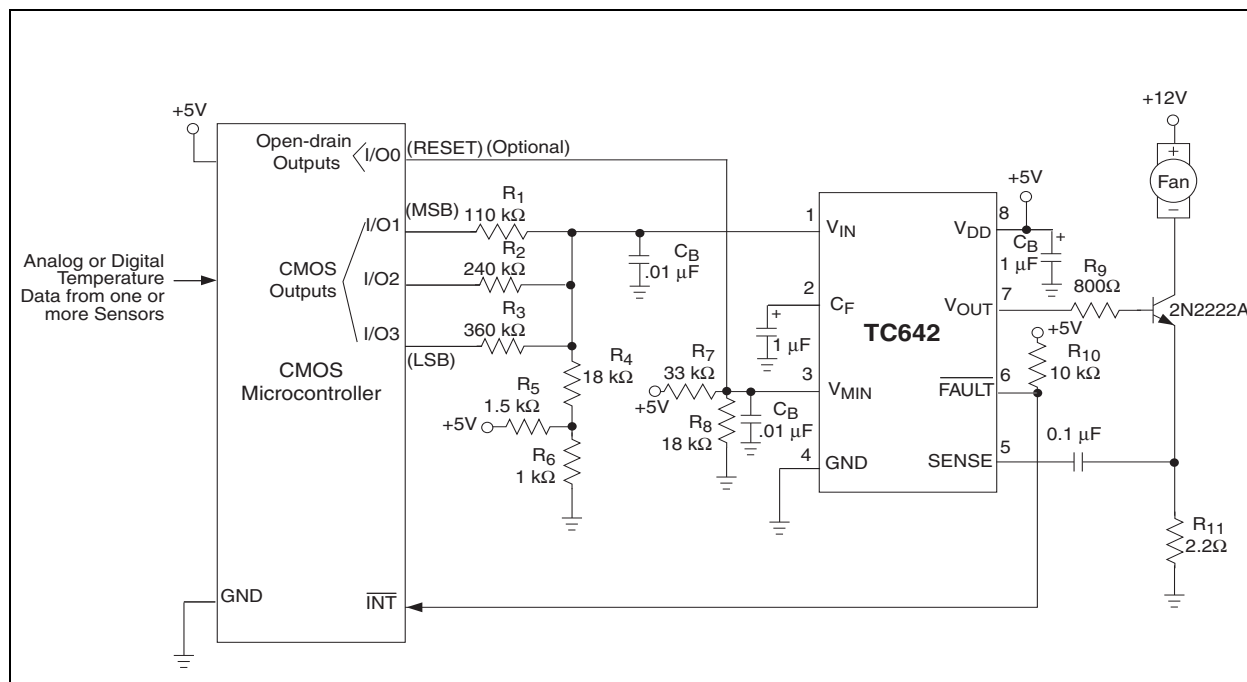 +5V
Open-drain
Outputs
I/O0
(RESET) (Optional)
(MSB)
I/O1
R1
110 kΩ
CMOS
Outputs
I/O2
R2
240 kΩ
I/O3
R3
360 kΩ
(LSB)
Analog or Digital
Temperature
Data from one or
more Sensors
CMOS
Microcontroller
GND
INT
R4
18 kΩ
R5
1.5 kΩ
+5V
R6
1 kΩ
CB
.01 µF
1 µF
+
R7
33 kΩ
+5V
R8
18 kΩ
CB
.01 µF
1
VIN
2
CF
3
VMIN
4
GND
TC642
8
VDD
7
VOUT
6
FAULT
5
SENSE
+5V
CB
1 µF
+
R9
800Ω
+5V
R10
10 kΩ
0.1 µF
+12V
+
Fan
–
2N2222A
R11
2.2Ω